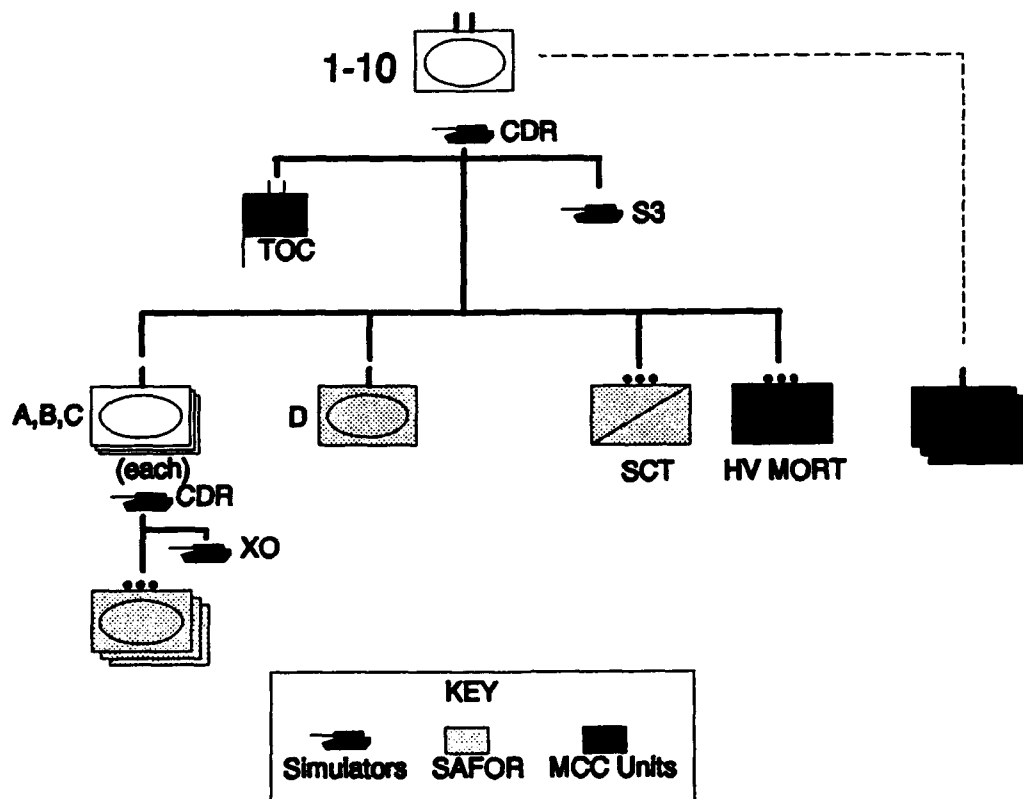 1-10
CDR
TOC
S3
A,B,C
D
(each)
SCT
HV MORT
CDR
XO
KEY
Simulators
SAFOR
MCC Units